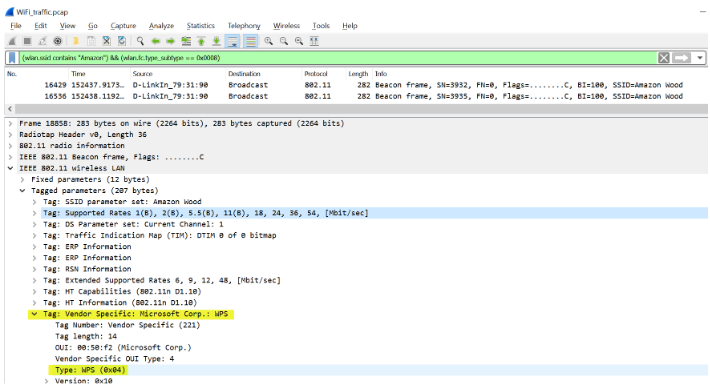 WiFi_traffic.pcap
File Edit View Go Capture Analyze Statistics Telephony Wireless Tools Help
(wlan.ssid contains "Amazon") && (wlan.fc.type_subtype == 0x0008)
No. Time Source Destination Protocol Length Info
16429 152437.9173… D-LinkIn_79:31:90 Broadcast 802.11 282 Beacon frame, SN=3932, FN=0, Flags=........C, BI=100, SSID=Amazon Wood
16536 152438.1192… D-LinkIn_79:31:90 Broadcast 802.11 282 Beacon frame, SN=3935, FN=0, Flags=........C, BI=100, SSID=Amazon Wood
Frame 18858: 283 bytes on wire (2264 bits), 283 bytes captured (2264 bits)
Radiotap Header v0, Length 36
802.11 radio information
IEEE 802.11 Beacon frame, Flags: ........C
IEEE 802.11 wireless LAN
Fixed parameters (12 bytes)
Tagged parameters (207 bytes)
Tag: SSID parameter set: Amazon Wood
Tag: Supported Rates 1(B), 2(B), 5.5(B), 11(B), 18, 24, 36, 54, [Mbit/sec]
Tag: DS Parameter set: Current Channel: 1
Tag: Traffic Indication Map (TIM): DTIM 0 of 0 bitmap
Tag: ERP Information
Tag: ERP Information
Tag: RSN Information
Tag: Extended Supported Rates 6, 9, 12, 48, [Mbit/sec]
Tag: HT Capabilities (802.11n D1.10)
Tag: HT Information (802.11n D1.10)
Tag: Vendor Specific: Microsoft Corp.: WPS
Tag Number: Vendor Specific (221)
Tag length: 14
OUI: 00:50:f2 (Microsoft Corp.)
Vendor Specific OUI Type: 4
Type: WPS (0x04)
Version: 0x10